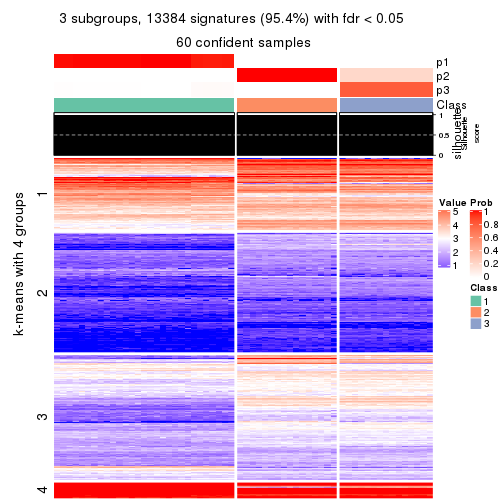 3 subgroups, 13384 signatures (95.4%) with fdr < 0.05
60 confident samples
p1
p2
p3
Class
silhouette
Silhouette
score
1
0.5
0
k-means with 4 groups
1
2
3
4
Value
5
4
3
2
1
Prob
1
0.8
0.6
0.4
0.2
0
Class
1
2
3